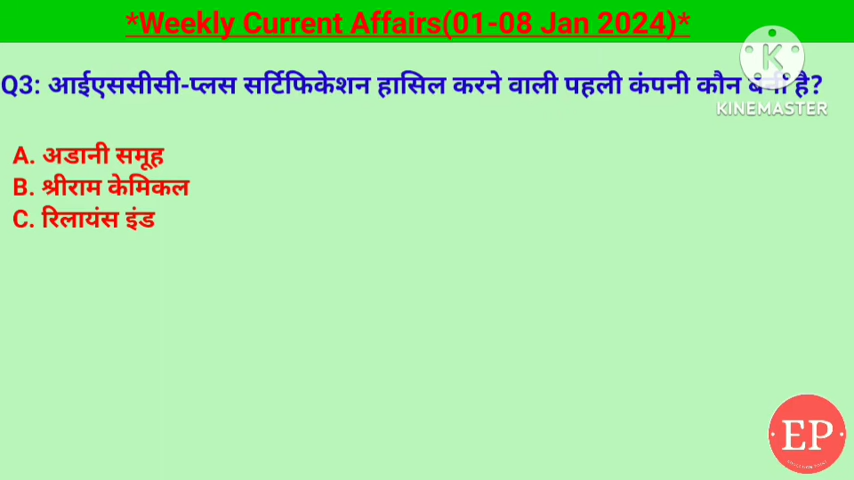 *Weekly Current Affairs(01-08 Jan 2024)*
Q3: आईएससीसी-प्लस सर्टिफिकेशन हासिल करने वाली पहली कंपनी कौन है?
KINEMASTER
A. अडानी समूह
B. श्रीराम केमिकल
C. रिलायंस इंड
EP